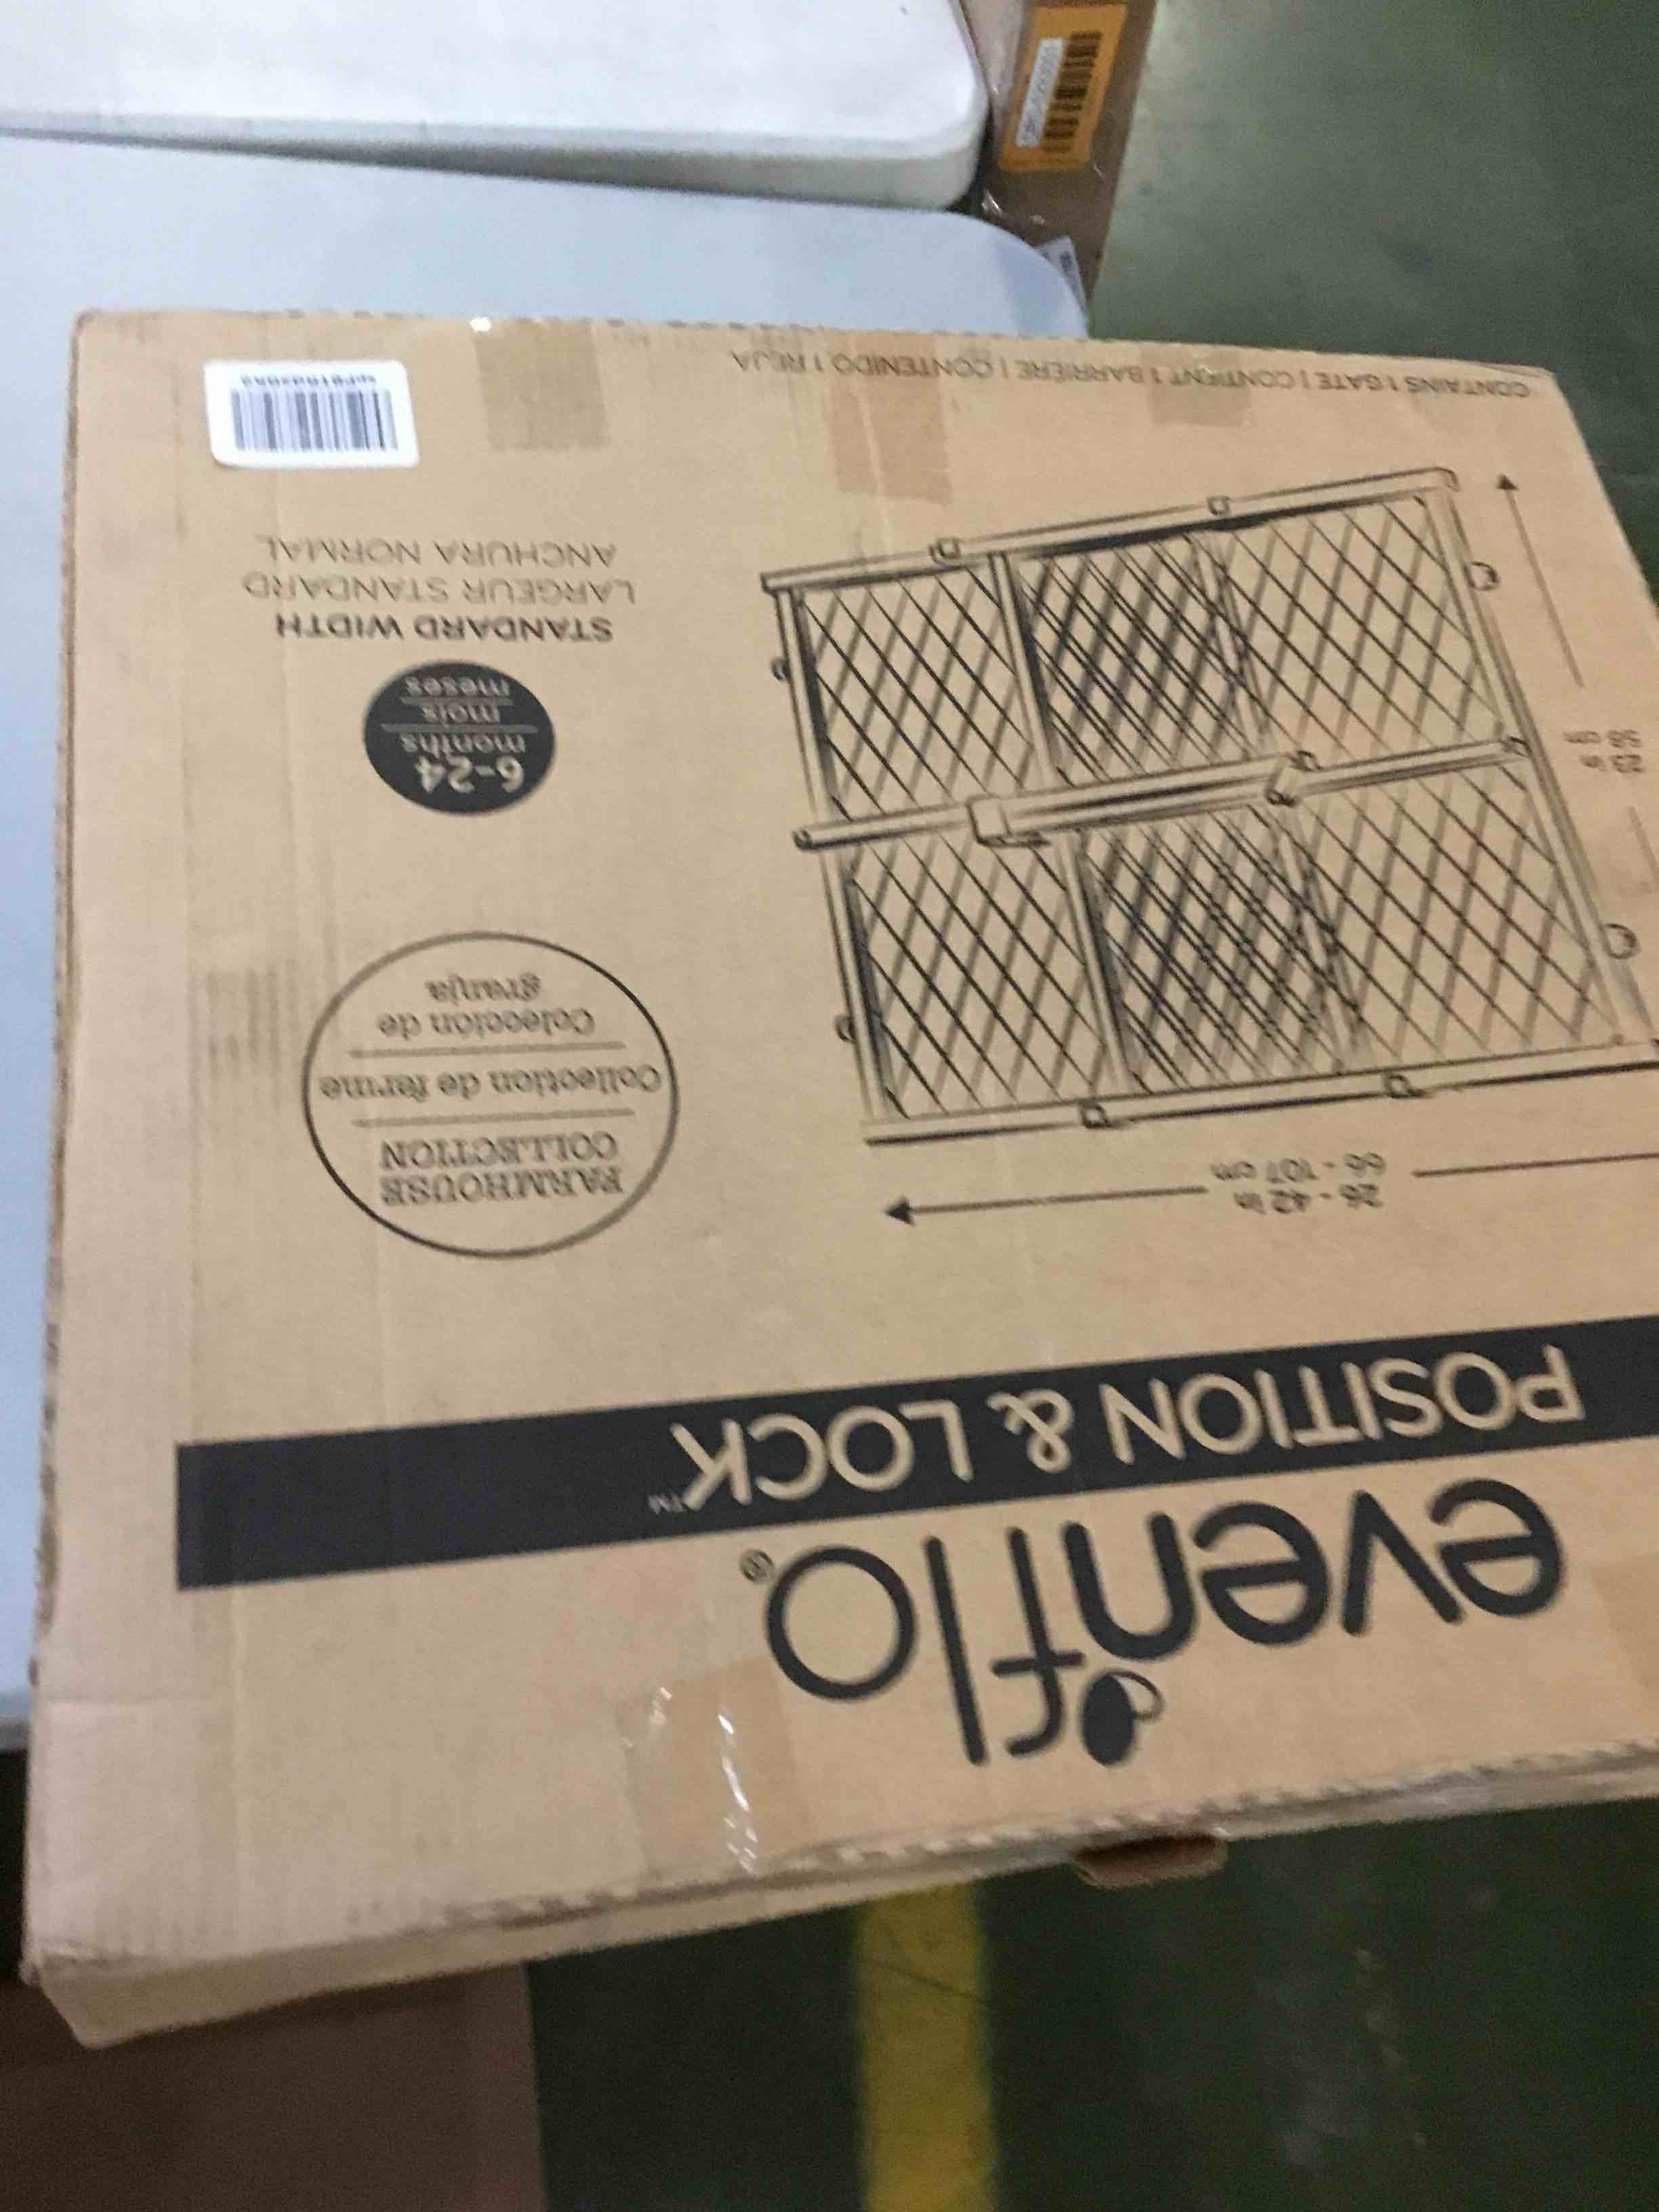 evenflo®
POSITION & LOCK™
26 - 42 in
66 - 107 cm
23 in
58 cm
FARMHOUSE
COLLECTION
Collection de ferme
Colección de
granja
6-24
months
mois
meses
STANDARD WIDTH
LARGEUR STANDARD
ANCHURA NORMAL
CONTAINS 1 GATE | CONTIENT 1 BARRIÈRE | CONTENIDO 1 REJA